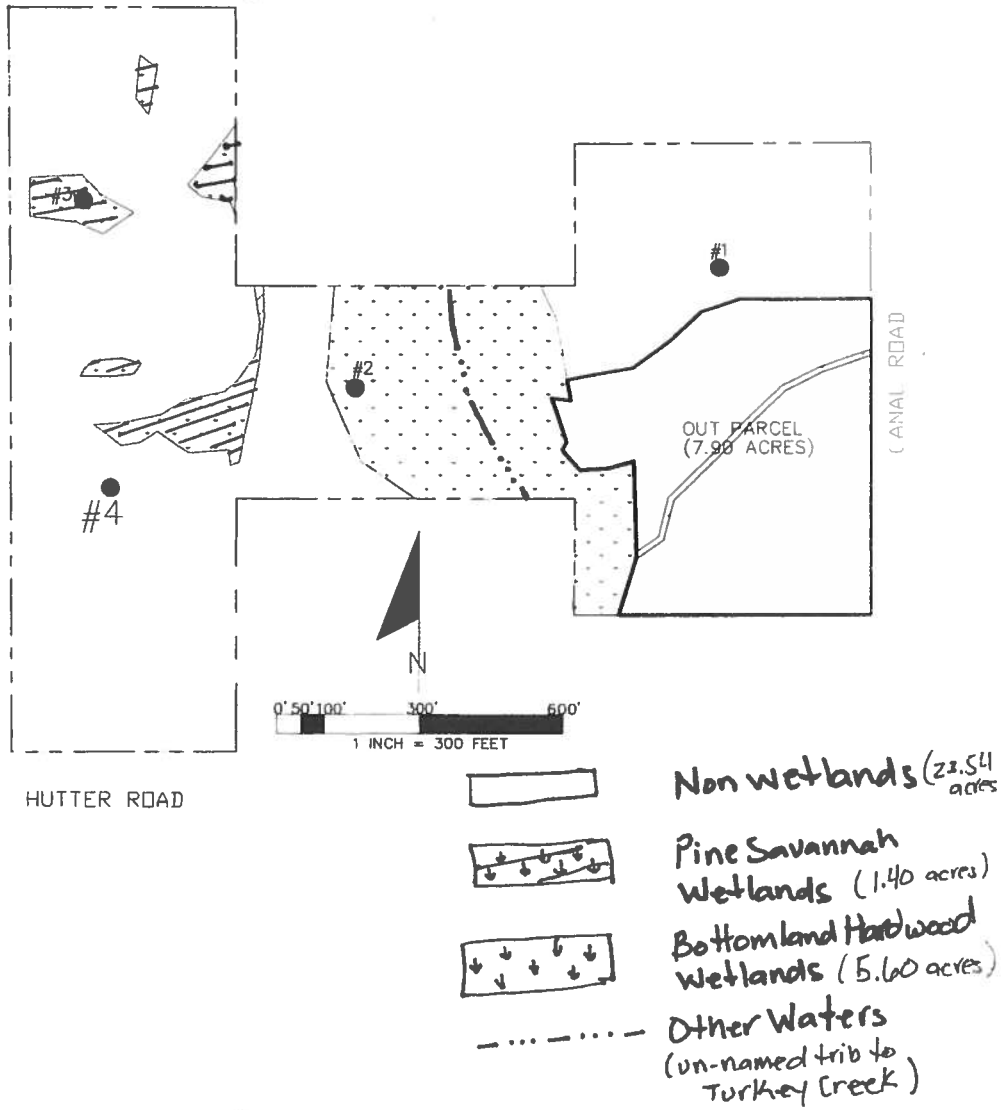 #3
#1
#2
#4
OUT PARCEL
(7.90 ACRES)
CANAL ROAD
N
0' 50' 100' 300' 600'
1 INCH = 300 FEET
HUTTER ROAD
Non Wetlands (23.54
acres
Pine Savannah
Wetlands (1.40 acres)
Bottomland Hardwood
Wetlands (5.60 acres)
Other Waters
(un-named trib to
Turkey Creek)